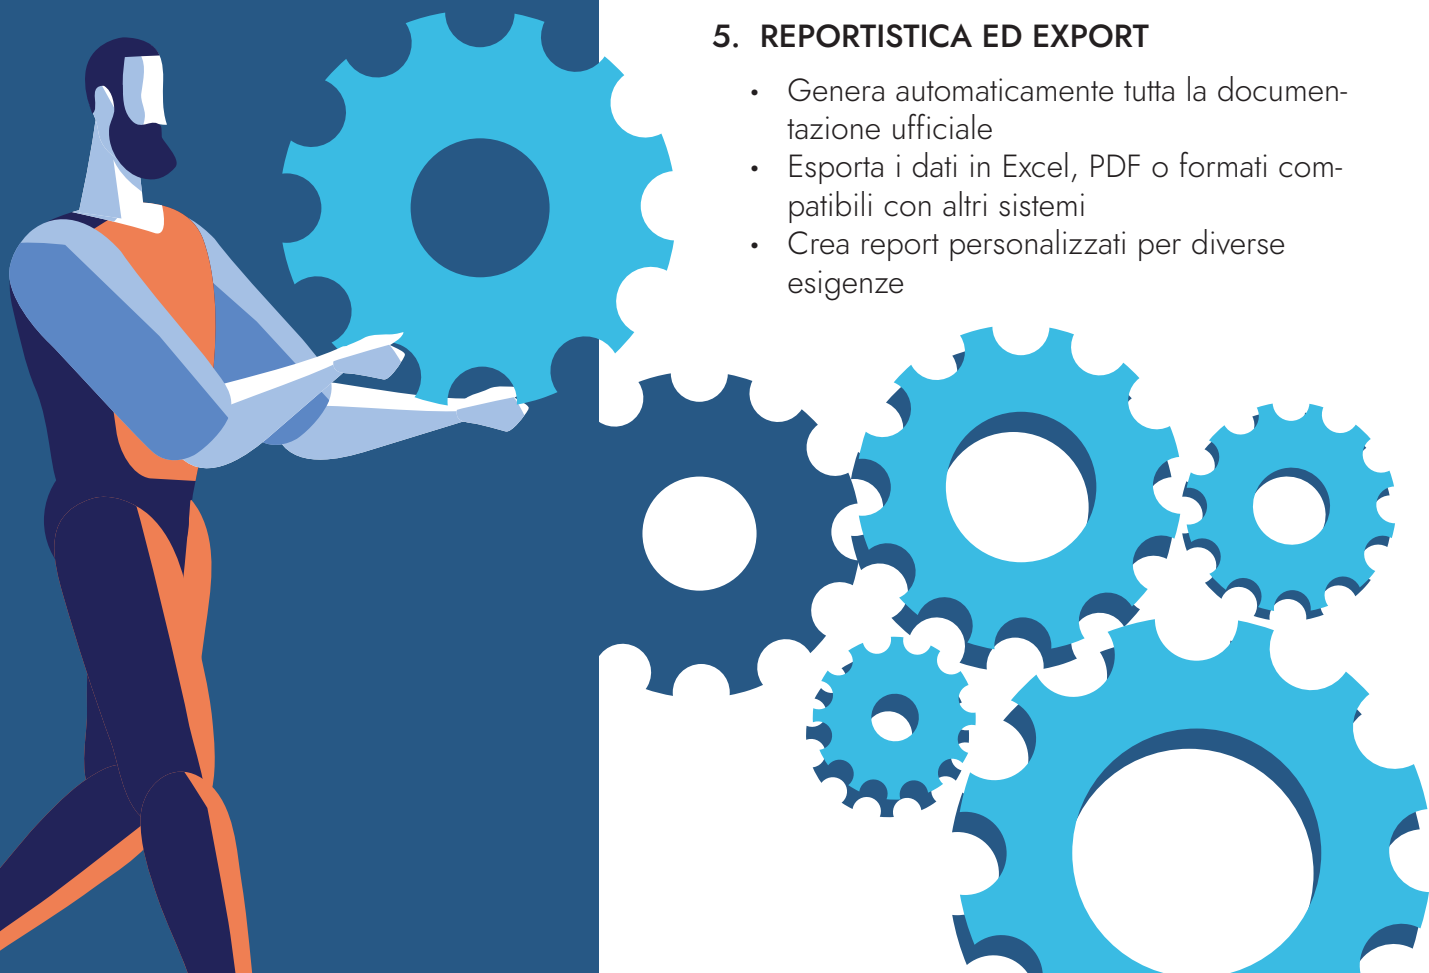 5. REPORTISTICA ED EXPORT
• Genera automaticamente tutta la documen-
tazione ufficiale
• Esporta i dati in Excel, PDF o formati com-
patibili con altri sistemi
• Crea report personalizzati per diverse
esigenze